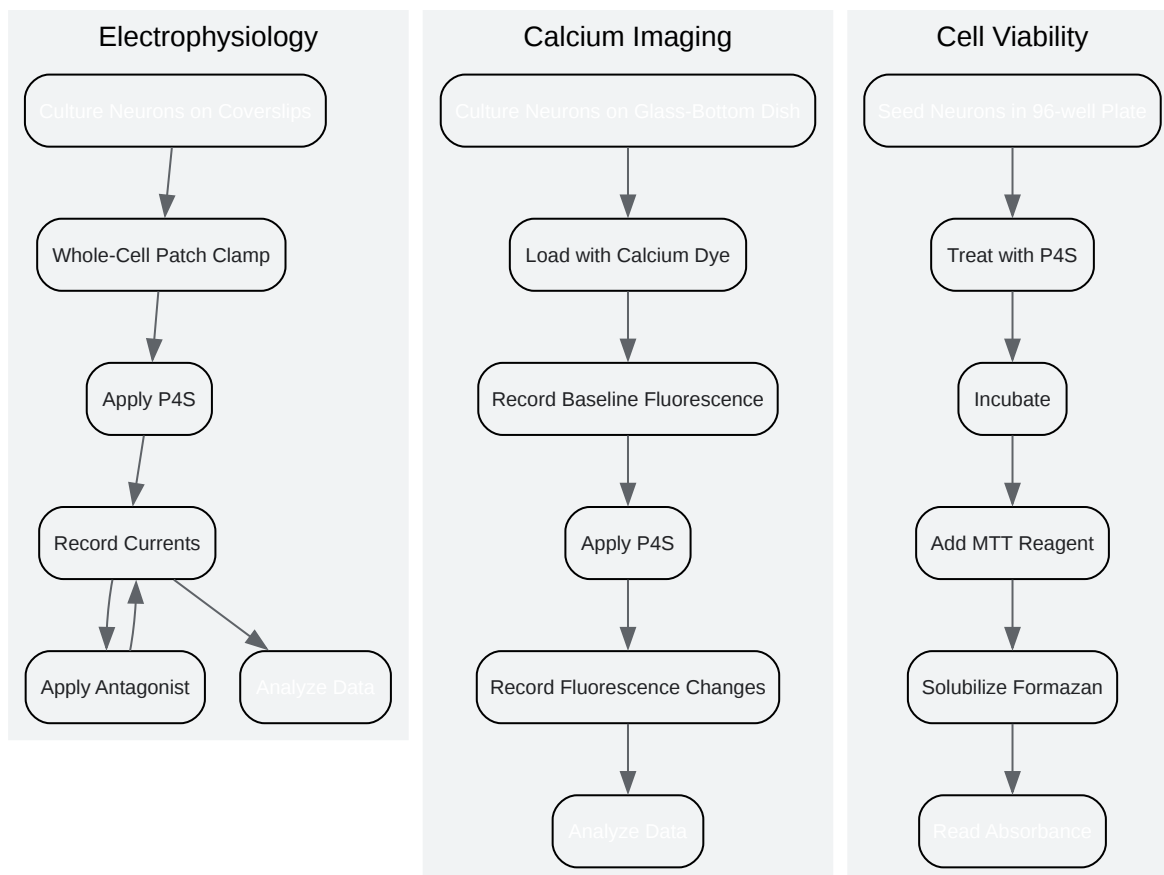 Electrophysiology
Culture Neurons on Coverslips
Whole-Cell Patch Clamp
Apply P4S
Record Currents
Apply Antagonist
Analyze Data
Calcium Imaging
Culture Neurons on Glass-Bottom Dish
Load with Calcium Dye
Record Baseline Fluorescence
Apply P4S
Record Fluorescence Changes
Analyze Data
Cell Viability
Seed Neurons in 96-well Plate
Treat with P4S
Incubate
Add MTT Reagent
Solubilize Formazan
Read Absorbance